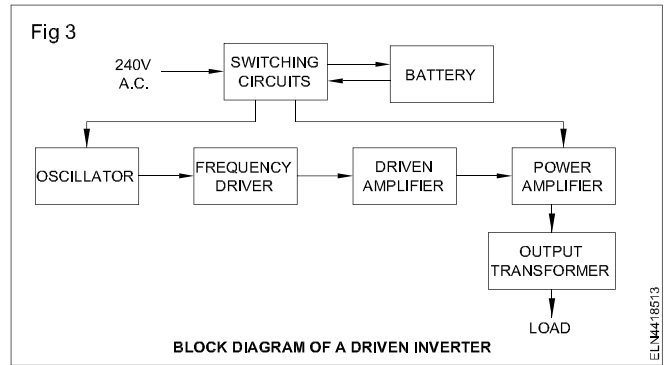 Fig 3
240V
A.C.
SWITCHING
CIRCUITS
BATTERY
OSCILLATOR
FREQUENCY
DRIVER
DRIVEN
AMPLIFIER
POWER
AMPLIFIER
OUTPUT
TRANSFORMER
LOAD
BLOCK DIAGRAM OF A DRIVEN INVERTER
ELN4418513